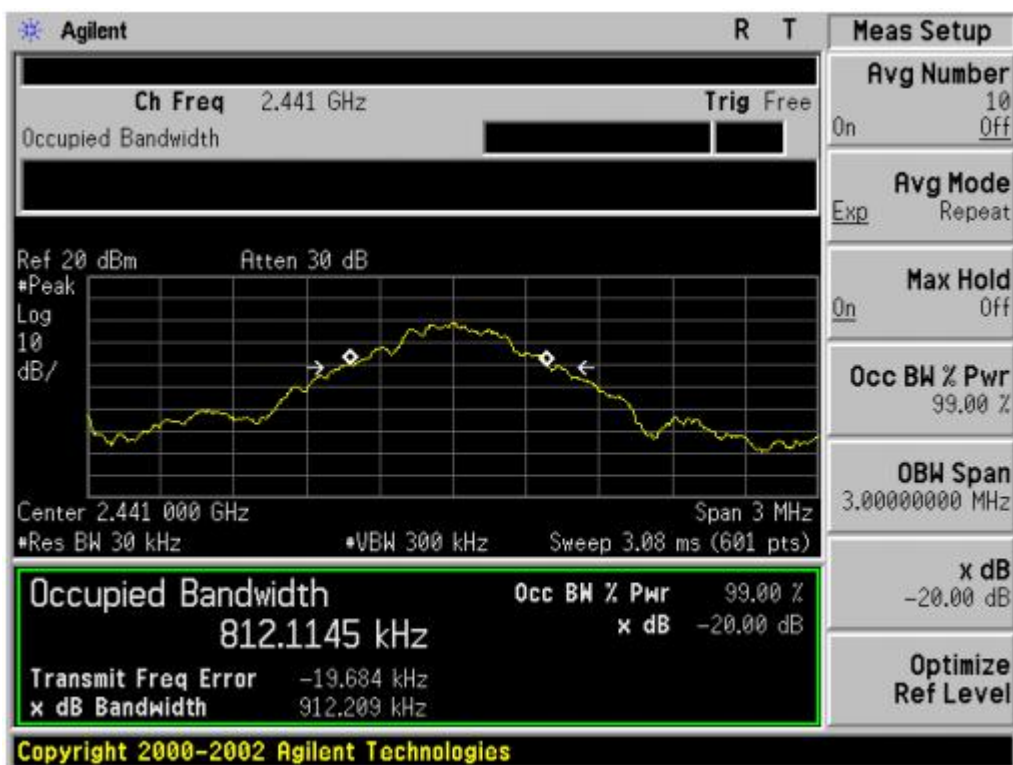 Agilent R T
Ch Freq 2.441 GHz Trig Free
Occupied Bandwidth
Ref 20 dBm Atten 30 dB
#Peak
Log
10
dB/
Center 2.441 000 GHz Span 3 MHz
#Res BW 30 kHz #VBW 300 kHz Sweep 3.08 ms (601 pts)
Occupied Bandwidth Occ BW % Pwr 99.00 %
812.1145 kHz x dB -20.00 dB
Transmit Freq Error -19.684 kHz
x dB Bandwidth 912.209 kHz
Copyright 2000-2002 Agilent Technologies
Meas Setup
Avg Number
10
On Off
Avg Mode
Exp Repeat
Max Hold
On Off
Occ BW % Pwr
99.00 %
OBW Span
3.00000000 MHz
x dB
-20.00 dB
Optimize
Ref Level